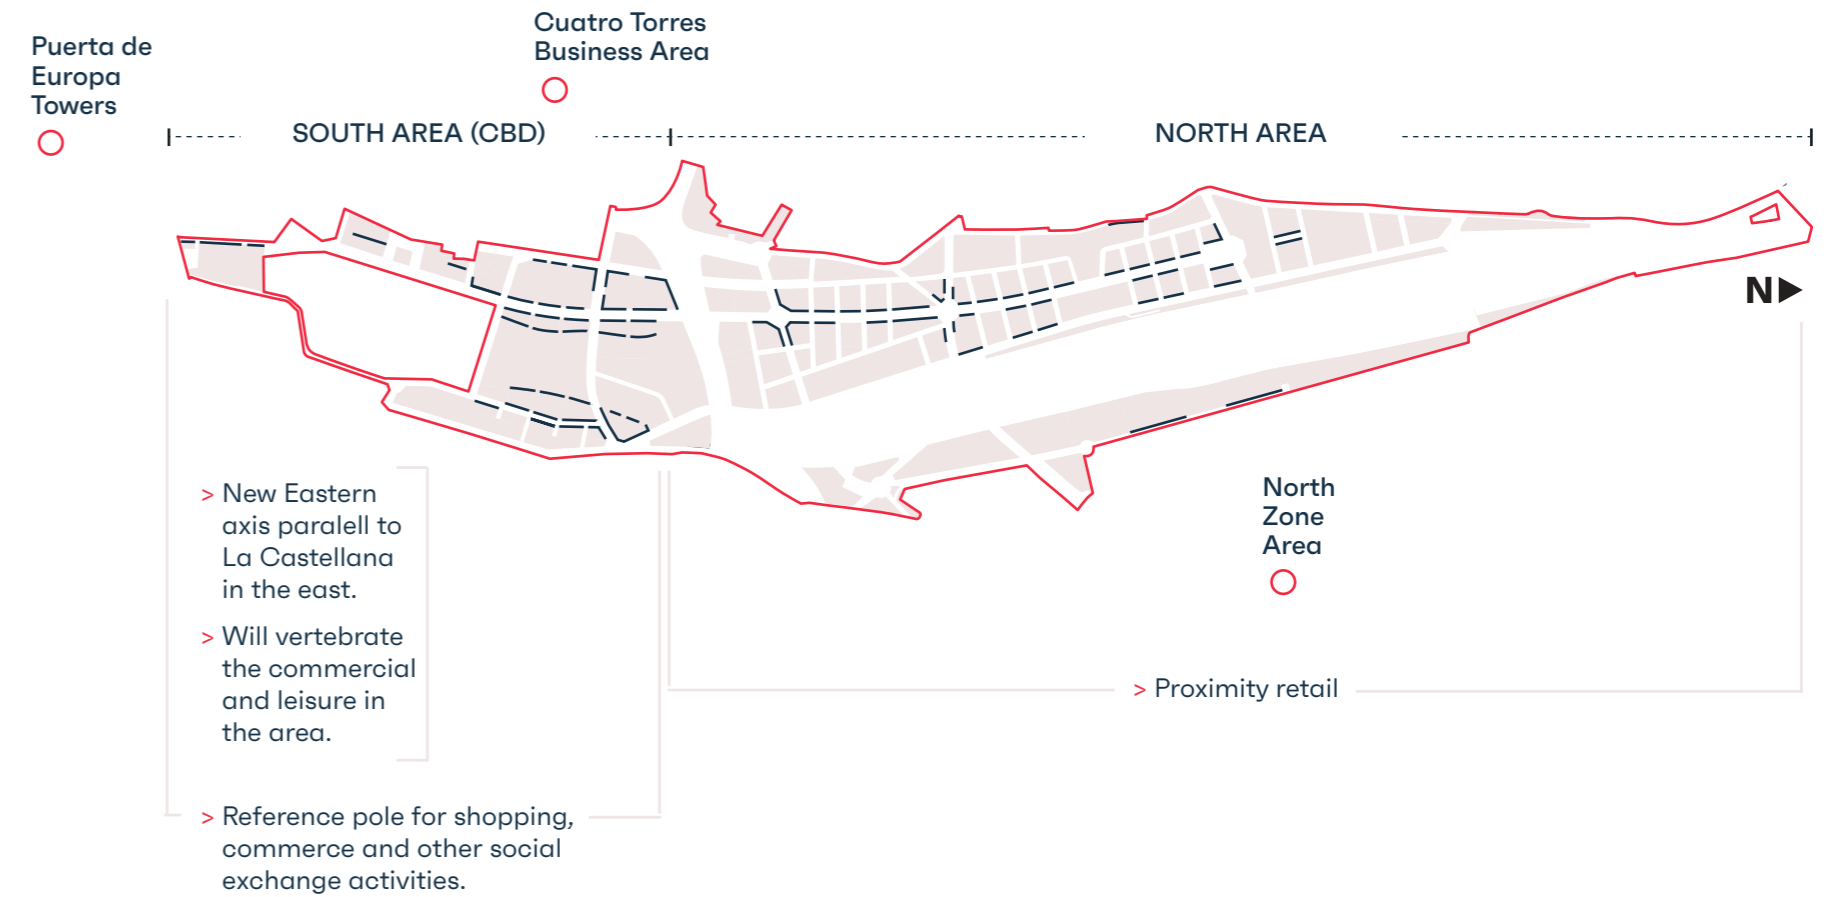 Puerta de
Europa
Towers
Cuatro Torres
Business Area
SOUTH AREA (CBD)
NORTH AREA
N
> New Eastern
axis paralell to
La Castellana
in the east.
> Will vertebrate
the commercial
and leisure in
the area.
> Reference pole for shopping,
commerce and other social
exchange activities.
North
Zone
Area
> Proximity retail